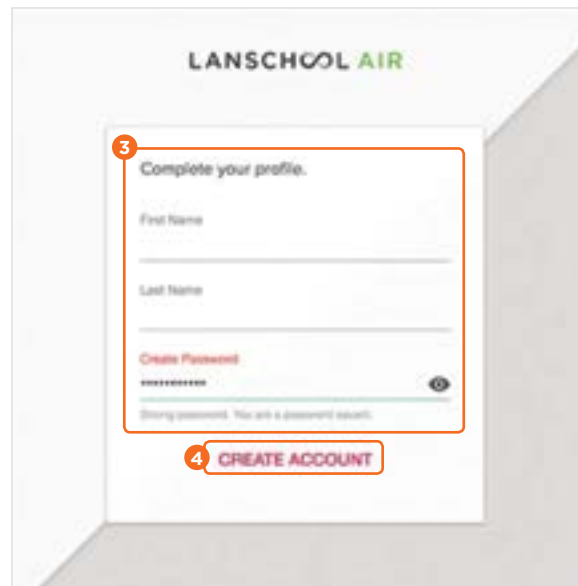 LANSCHOOL AIR
3
Complete your profile.
First Name
Last Name
Create Password
•••••••••••
Strong password. You are a password expert.
4 CREATE ACCOUNT